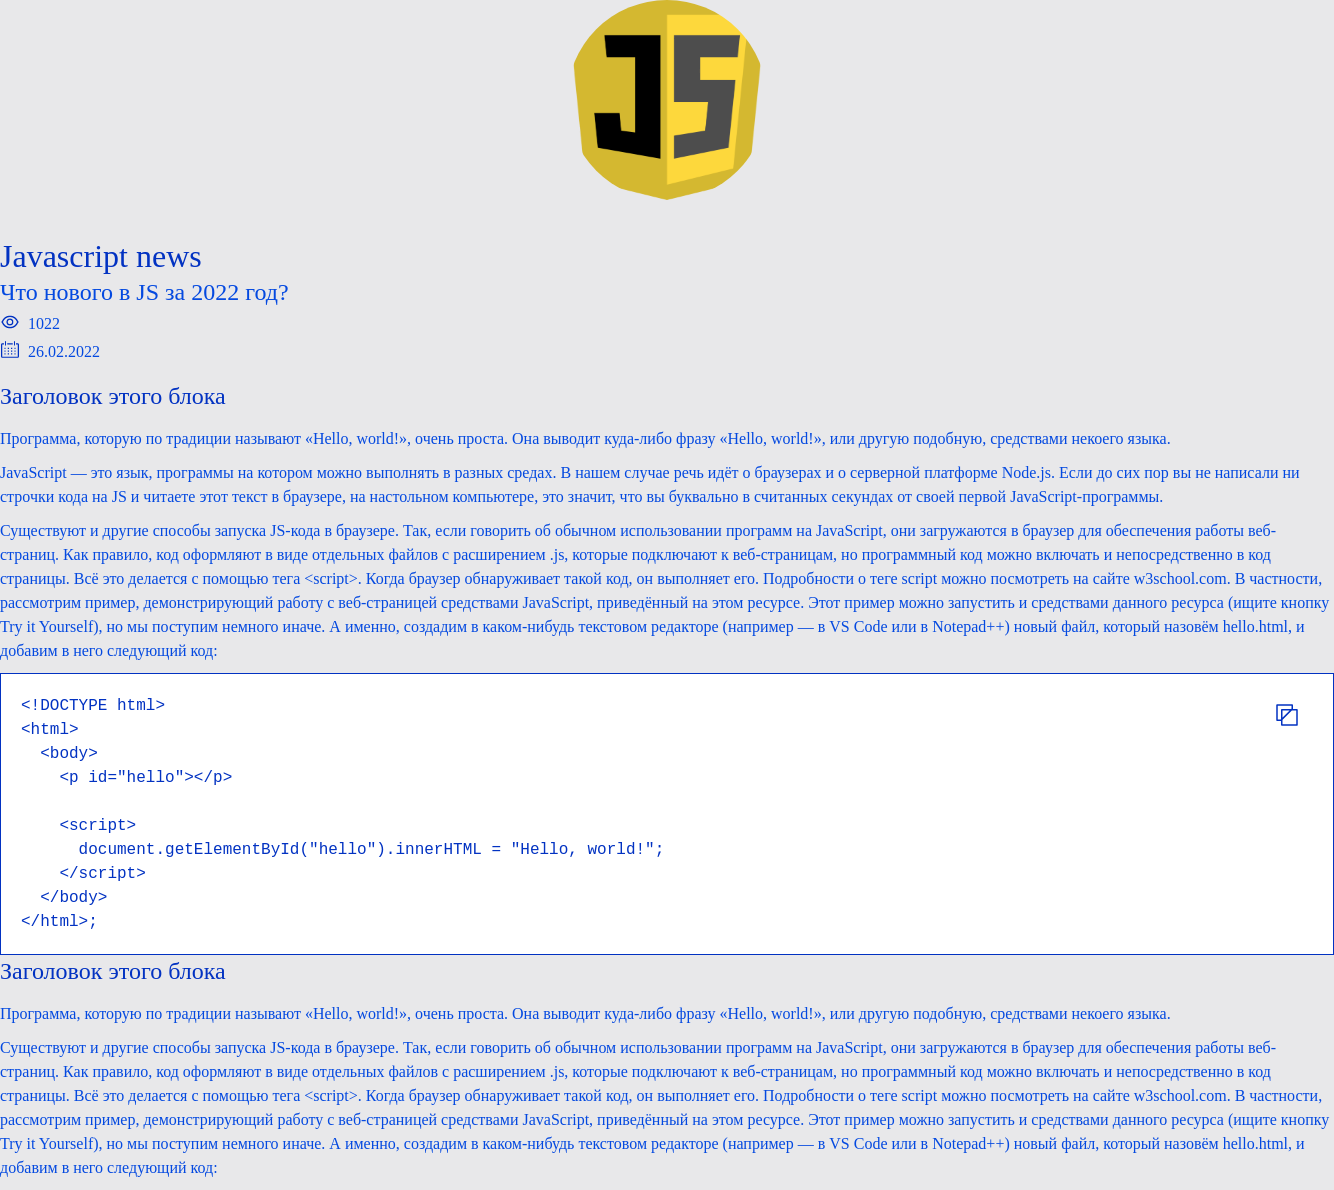 JS
Javascript news
Что нового в JS за 2022 год?
1022
26.02.2022
Заголовок этого блока
Программа, которую по традиции называют «Hello, world!», очень проста. Она выводит куда-либо фразу «Hello, world!», или другую подобную, средствами некоего языка.
JavaScript — это язык, программы на котором можно выполнять в разных средах. В нашем случае речь идёт о браузерах и о серверной платформе Node.js. Если до сих пор вы не написали ни
строчки кода на JS и читаете этот текст в браузере, на настольном компьютере, это значит, что вы буквально в считанных секундах от своей первой JavaScript-программы.
Существуют и другие способы запуска JS-кода в браузере. Так, если говорить об обычном использовании программ на JavaScript, они загружаются в браузер для обеспечения работы веб-
страниц. Как правило, код оформляют в виде отдельных файлов с расширением .js, которые подключают к веб-страницам, но программный код можно включать и непосредственно в код
страницы. Всё это делается с помощью тега <script>. Когда браузер обнаруживает такой код, он выполняет его. Подробности о теге script можно посмотреть на сайте w3school.com. В частности,
рассмотрим пример, демонстрирующий работу с веб-страницей средствами JavaScript, приведённый на этом ресурсе. Этот пример можно запустить и средствами данного ресурса (ищите кнопку
Try it Yourself), но мы поступим немного иначе. А именно, создадим в каком-нибудь текстовом редакторе (например — в VS Code или в Notepad++) новый файл, который назовём hello.html, и
добавим в него следующий код:
<!DOCTYPE html>
<html>
  <body>
    <p id="hello"></p>
    <script>
      document.getElementById("hello").innerHTML = "Hello, world!";
    </script>
  </body>
</html>;
Заголовок этого блока
Программа, которую по традиции называют «Hello, world!», очень проста. Она выводит куда-либо фразу «Hello, world!», или другую подобную, средствами некоего языка.
Существуют и другие способы запуска JS-кода в браузере. Так, если говорить об обычном использовании программ на JavaScript, они загружаются в браузер для обеспечения работы веб-
страниц. Как правило, код оформляют в виде отдельных файлов с расширением .js, которые подключают к веб-страницам, но программный код можно включать и непосредственно в код
страницы. Всё это делается с помощью тега <script>. Когда браузер обнаруживает такой код, он выполняет его. Подробности о теге script можно посмотреть на сайте w3school.com. В частности,
рассмотрим пример, демонстрирующий работу с веб-страницей средствами JavaScript, приведённый на этом ресурсе. Этот пример можно запустить и средствами данного ресурса (ищите кнопку
Try it Yourself), но мы поступим немного иначе. А именно, создадим в каком-нибудь текстовом редакторе (например — в VS Code или в Notepad++) новый файл, который назовём hello.html, и
добавим в него следующий код: